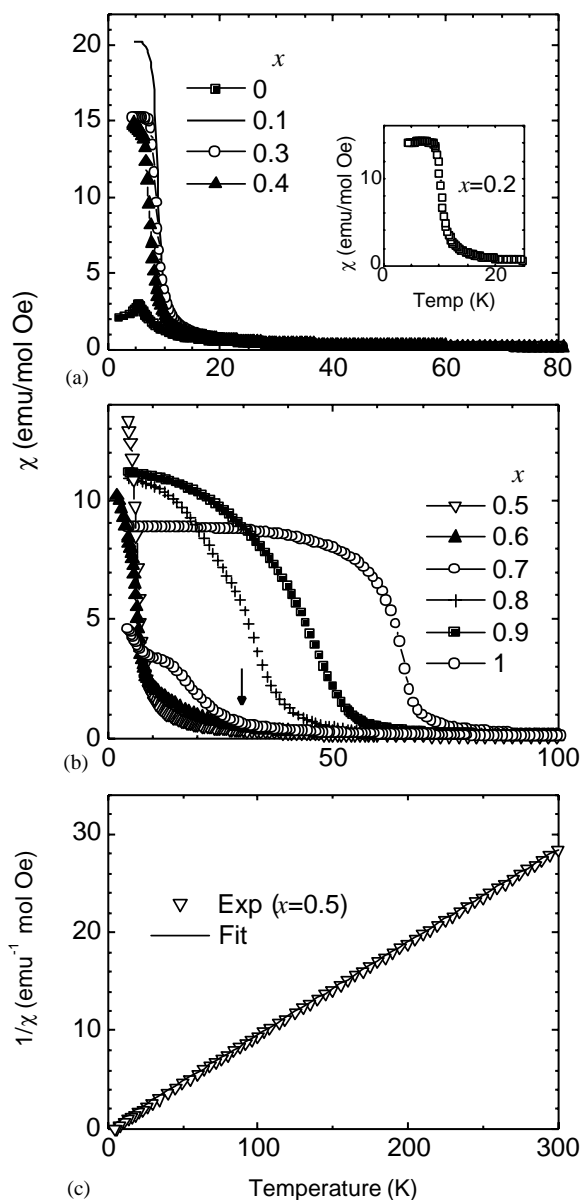 20
15
10
5
0
0
20
40
60
80
x
0
0.1
0.3
0.4
χ (emu/mol Oe)
10
0
0
20
x=0.2
Temp (K)
(a)
χ (emu/mol Oe)
10
5
0
0
50
100
x
0.5
0.6
0.7
0.8
0.9
1
(b)
1/χ (emu⁻¹ mol Oe)
30
20
10
0
0
100
200
300
Exp (x=0.5)
Fit
(c)
Temperature (K)